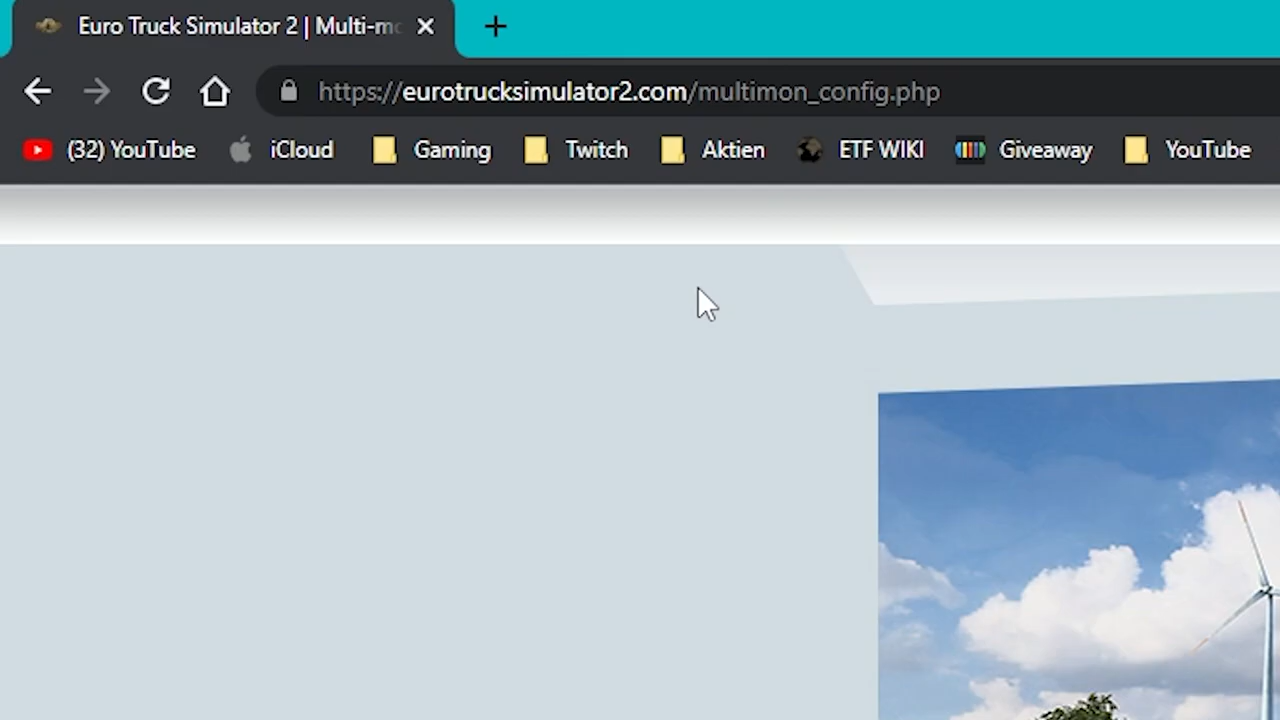 Euro Truck Simulator 2 | Multi-mo
https://eurotrucksimulator2.com/multimon_config.php
(32) YouTube iCloud Gaming Twitch Aktien ETF WIKI Giveaway YouTube